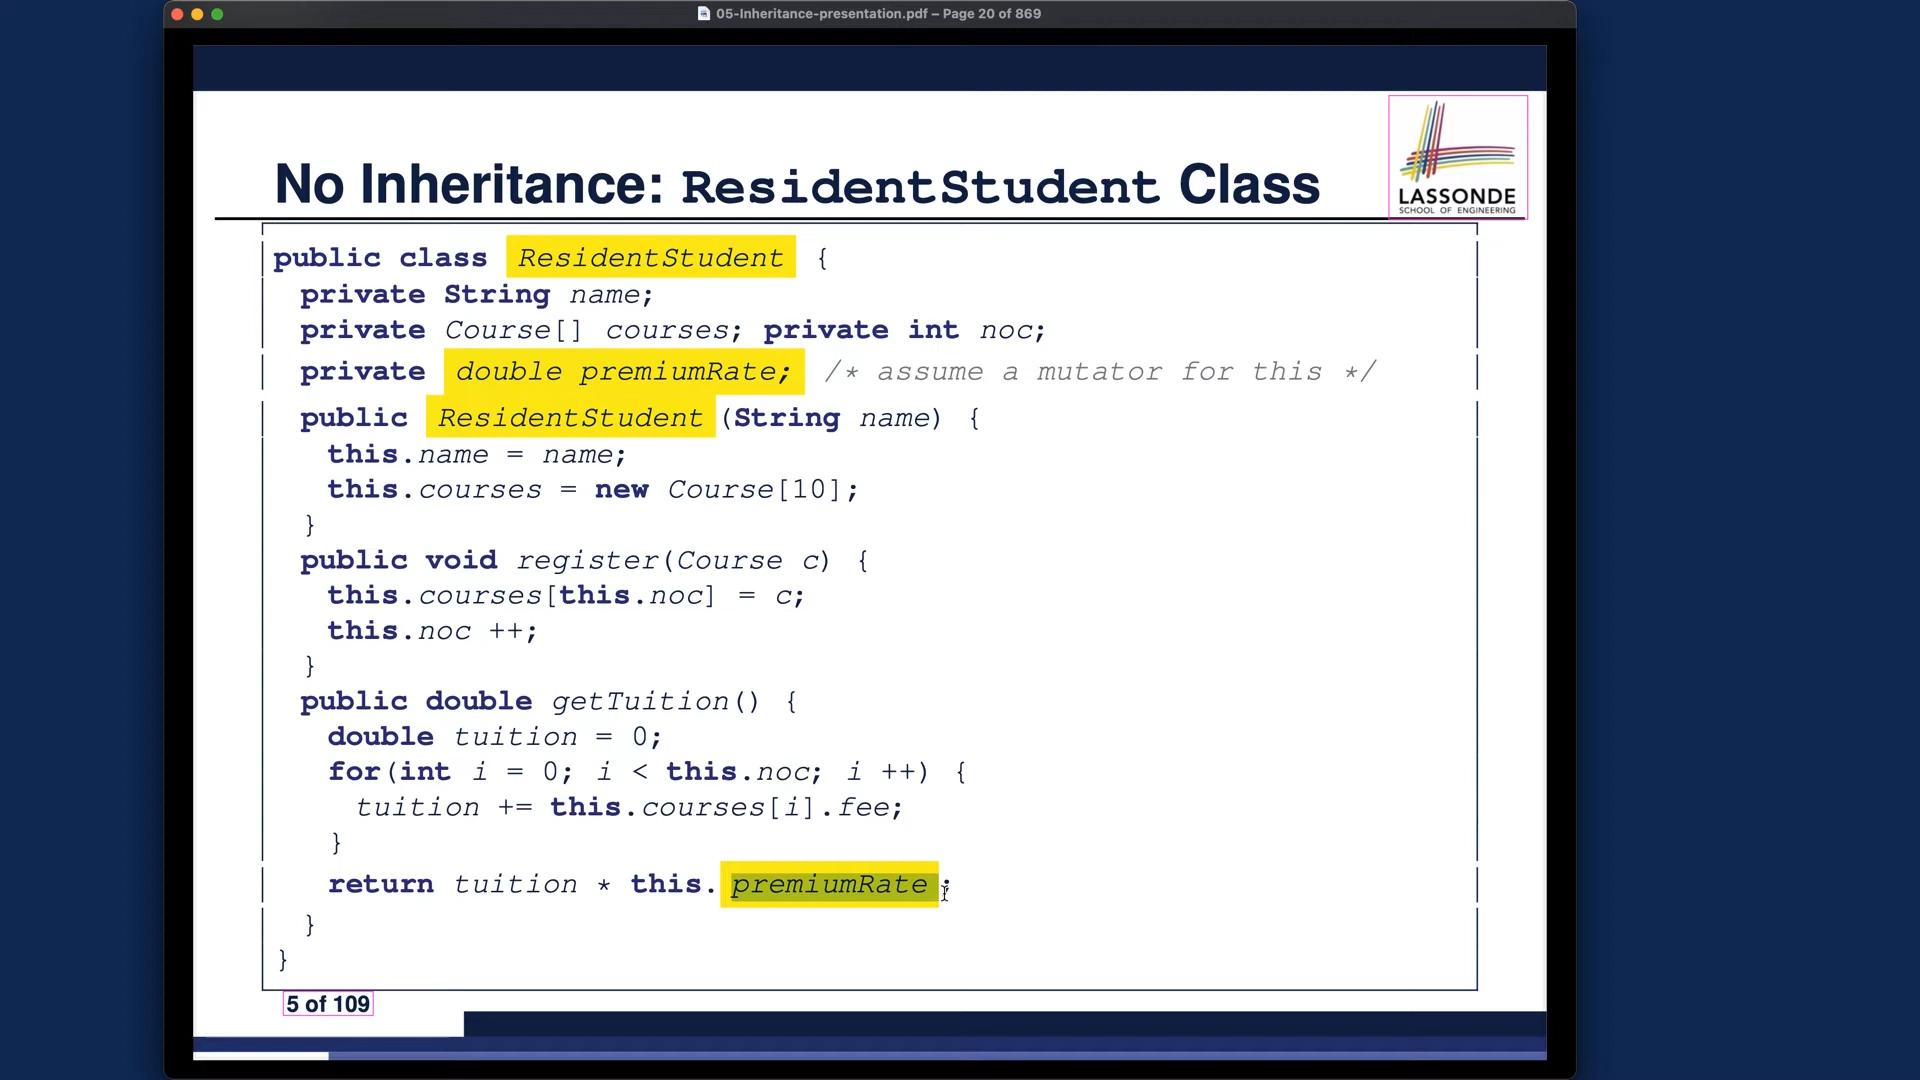 05-Inheritance-presentation.pdf – Page 20 of 869
No Inheritance: ResidentStudent Class
LASSONDE
SCHOOL OF ENGINEERING
public class ResidentStudent {
private String name;
private Course[] courses; private int noc;
private double premiumRate; /* assume a mutator for this */
public ResidentStudent (String name) {
this.name = name;
this.courses = new Course[10];
}
public void register(Course c) {
this.courses[this.noc] = c;
this.noc ++;
}
public double getTuition() {
double tuition = 0;
for(int i = 0; i < this.noc; i ++) {
tuition += this.courses[i].fee;
}
return tuition * this. premiumRate ;
}
}
5 of 109